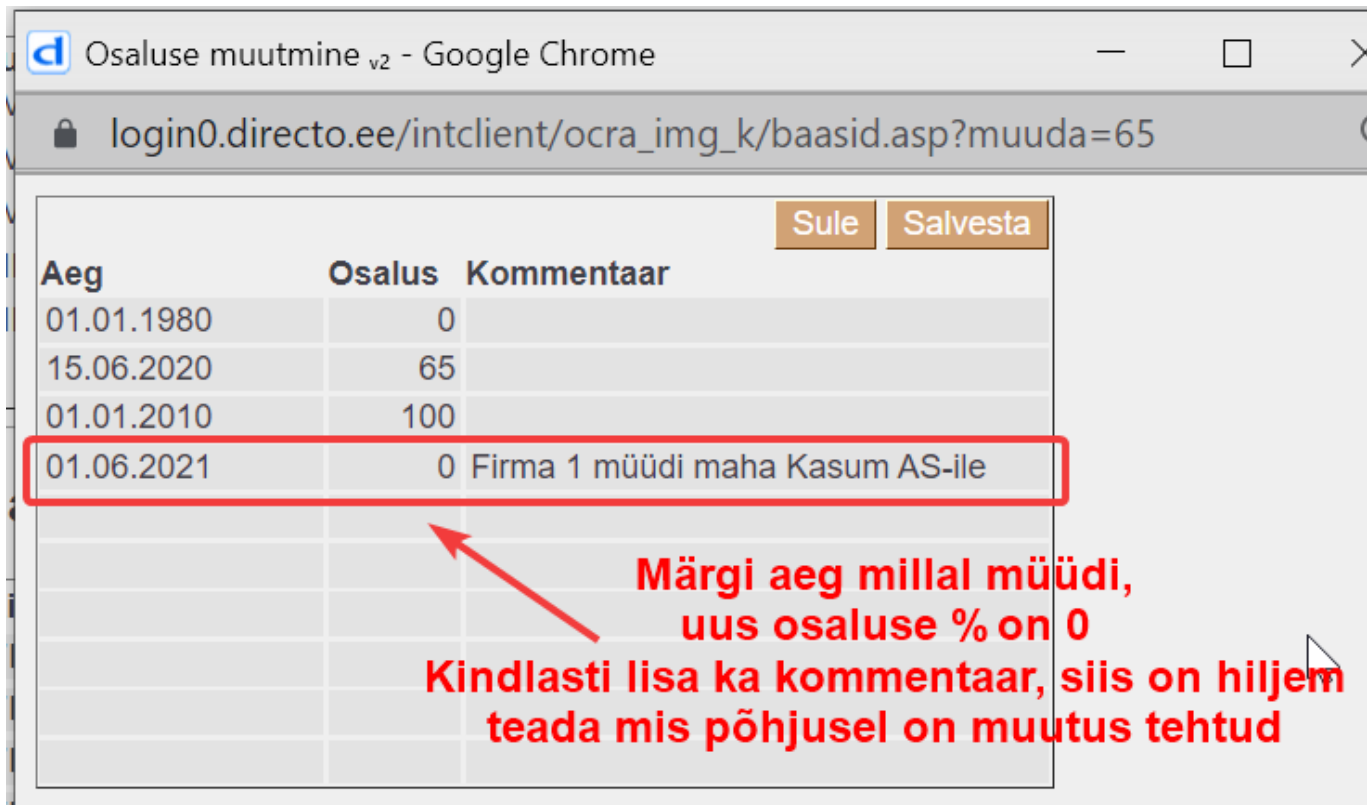 Osaluse muutmine v2 - Google Chrome
login0.directo.ee/intclient/ocra_img_k/baasid.asp?muuda=65
Sule Salvesta
Aeg Osalus Kommentaar
01.01.1980 0
15.06.2020 65
01.01.2010 100
01.06.2021 0 Firma 1 müüdi maha Kasum AS-ile
Märgi aeg millal müüdi,
uus osaluse % on 0
Kindlasti lisa ka kommentaar, siis on hiljem
teada mis põhjusel on muutus tehtud